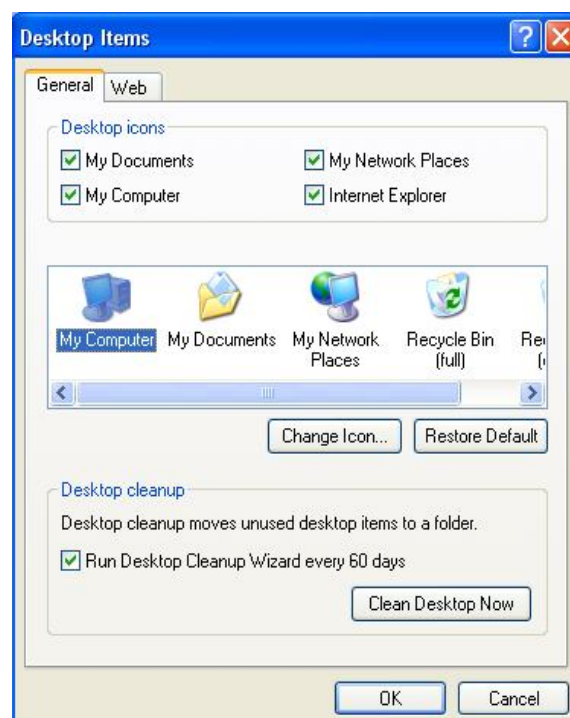 Desktop Items
General Web
Desktop icons
My Documents My Network Places
My Computer Internet Explorer
My Computer My Documents My Network Recycle Bin
Places (full)
Change Icon... Restore Default
Desktop cleanup
Desktop cleanup moves unused desktop items to a folder.
Run Desktop Cleanup Wizard every 60 days
Clean Desktop Now
OK Cancel